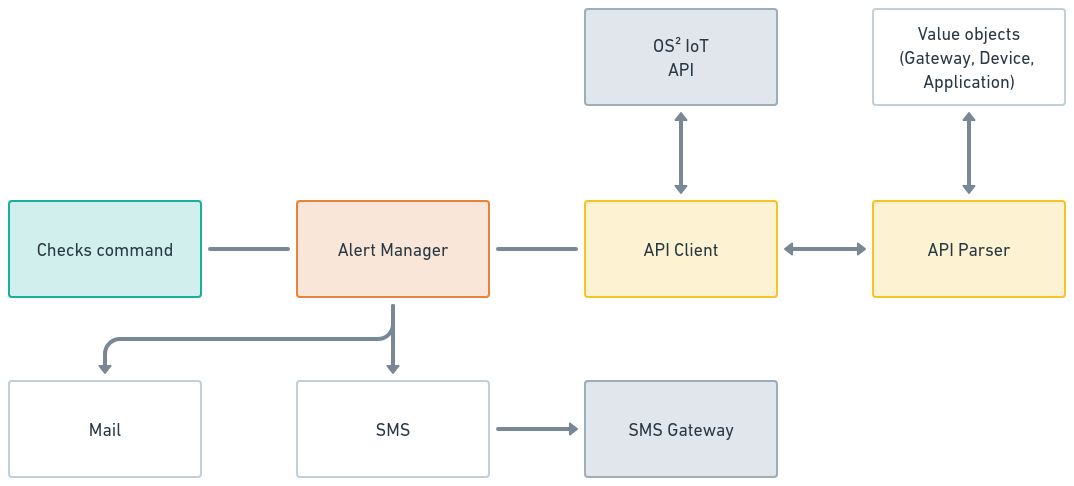 OS² IoT
API
Value objects
(Gateway, Device,
Application)
Checks command
Alert Manager
API Client
API Parser
Mail
SMS
SMS Gateway